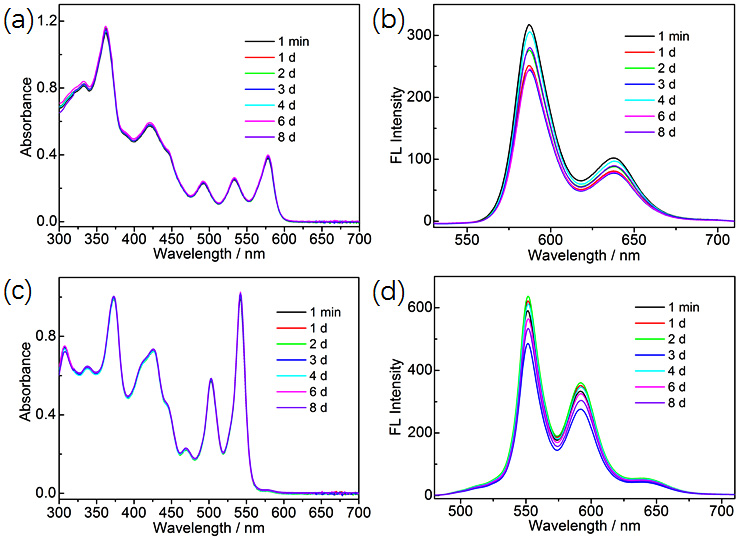 (a)
1.2
0.8
0.4
0.0
Absorbance
1 min
1 d
2 d
3 d
4 d
6 d
8 d
300 350 400 450 500 550 600 650 700
Wavelength / nm
(b)
300
200
100
0
FL Intensity
1 min
1 d
2 d
3 d
4 d
6 d
8 d
550 600 650 700
Wavelength / nm
(c)
0.8
0.4
0.0
Absorbance
1 min
1 d
2 d
3 d
4 d
6 d
8 d
300 350 400 450 500 550 600 650 700
Wavelength / nm
(d)
600
400
200
0
FL Intensity
1 min
1 d
2 d
3 d
4 d
6 d
8 d
500 550 600 650 700
Wavelength / nm